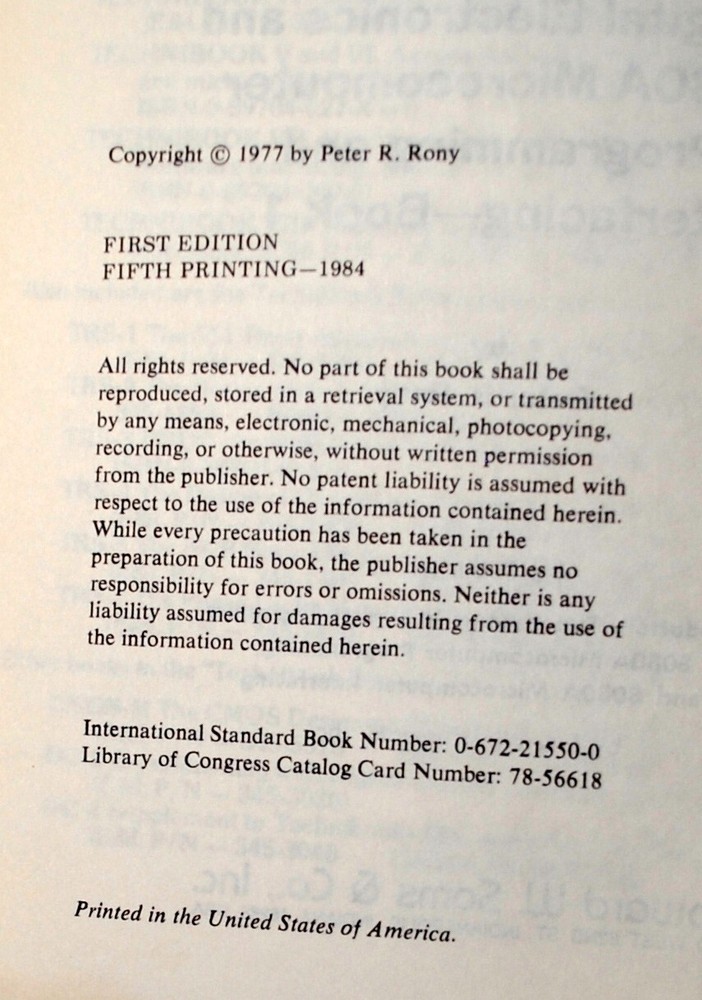 Copyright © 1977 by Peter R. Rony
FIRST EDITION
FIFTH PRINTING—1984
All rights reserved. No part of this book shall be
reproduced, stored in a retrieval system, or transmitted
by any means, electronic, mechanical, photocopying,
recording, or otherwise, without written permission
from the publisher. No patent liability is assumed with
respect to the use of the information contained herein.
While every precaution has been taken in the
preparation of this book, the publisher assumes no
responsibility for errors or omissions. Neither is any
liability assumed for damages resulting from the use of
the information contained herein.
International Standard Book Number: 0-672-21550-0
Library of Congress Catalog Card Number: 78-56618
Printed in the United States of America.